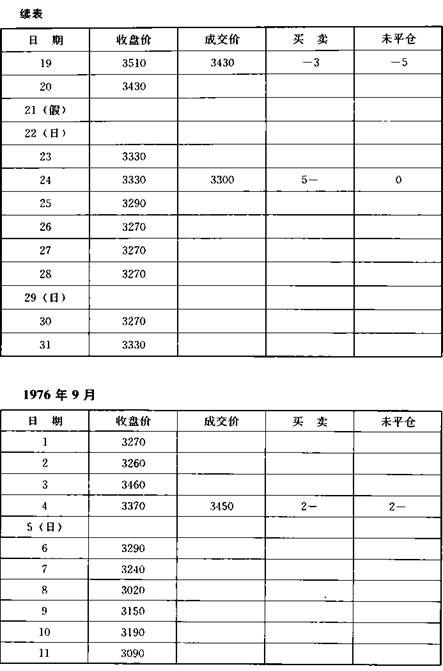 续表
日 期 收盘价 成交价 买 卖 未平仓
19 3510 3430 —3 —5
20 3430
21（假）
22（日）
23 3330
24 3330 3300 5— 0
25 3290
26 3270
27 3270
28 3270
29（日）
30 3270
31 3330
1976 年 9 月
日 期 收盘价 成交价 买 卖 未平仓
1 3270
2 3260
3 3460
4 3370 3450 2— 2—
5（日）
6 3290
7 3240
8 3020
9 3150
10 3190
11 3090